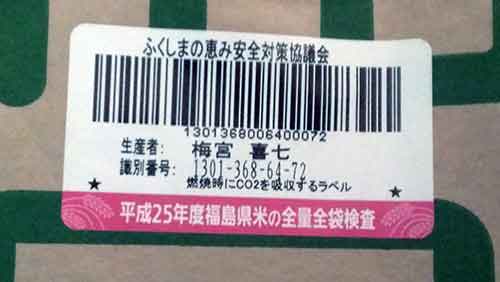 ふくしまの恵み安全対策協議会
1301368006400072
生産者: 梅宮 喜七
識別番号: 1301-368-64-72
燃焼時にCO2を吸収するラベル
★ ★
平成25年度福島県米の全量全袋検査